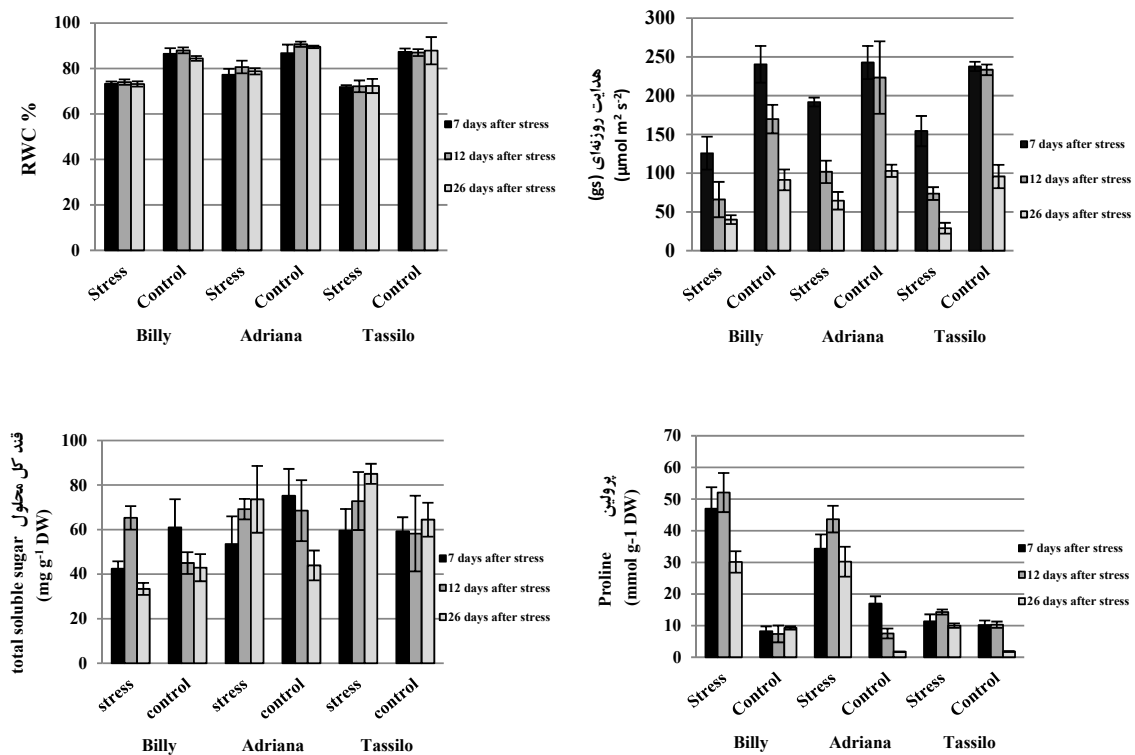 RWC %
100
80
60
40
20
0
Stress
Control
Stress
Control
Stress
Control
Billy
Adriana
Tassilo
7 days after stress
12 days after stress
26 days after stress
هدایت روزنه‌ای (gs)
(µmol m² s⁻²)
300
250
200
150
100
50
0
Stress
Control
Stress
Control
Stress
Control
Billy
Adriana
Tassilo
7 days after stress
12 days after stress
26 days after stress
قند کل محلول total soluble sugar
(mg g⁻¹ DW)
100
80
60
40
20
0
stress
control
stress
control
stress
control
Billy
Adriana
Tassilo
7 days after stress
12 days after stress
26 days after stress
پرولین Proline
(mmol g-1 DW)
70
60
50
40
30
20
10
0
Stress
Control
Stress
Control
Stress
Control
Billy
Adriana
Tassilo
7 days after stress
12 days after stress
26 days after stress